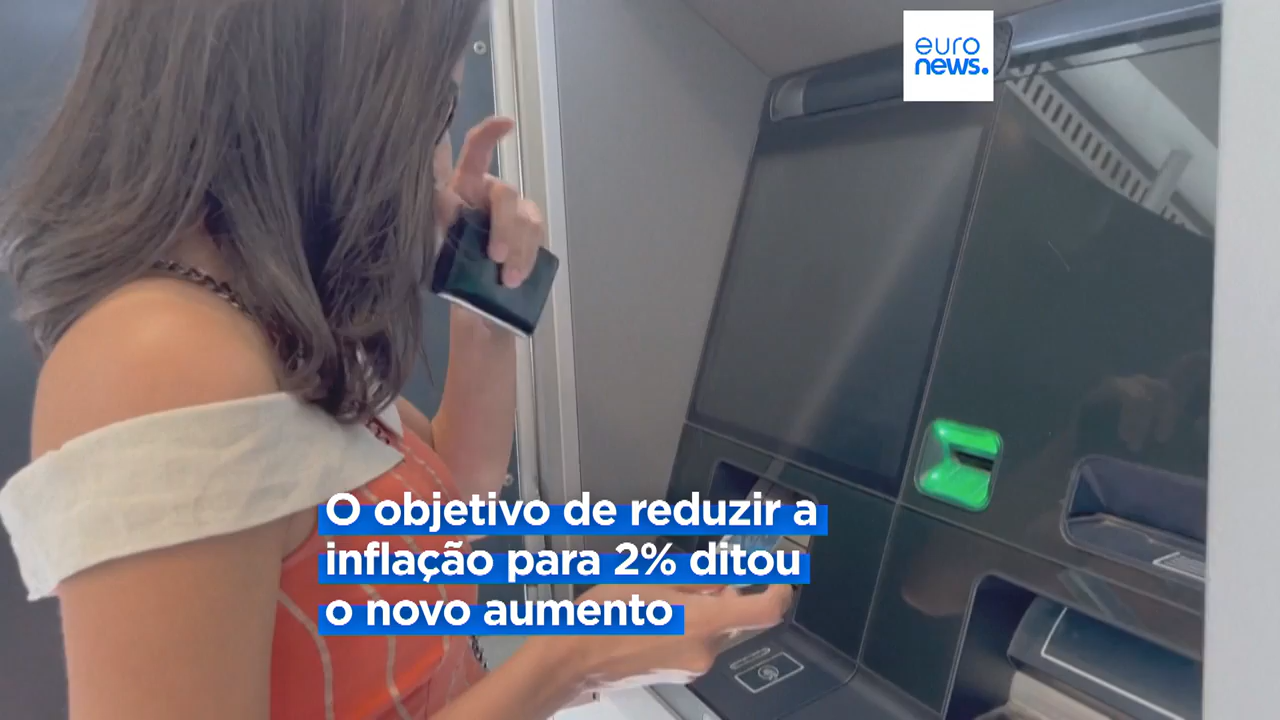 euro
news.
O objetivo de reduzir a
inflação para 2% ditou
o novo aumento